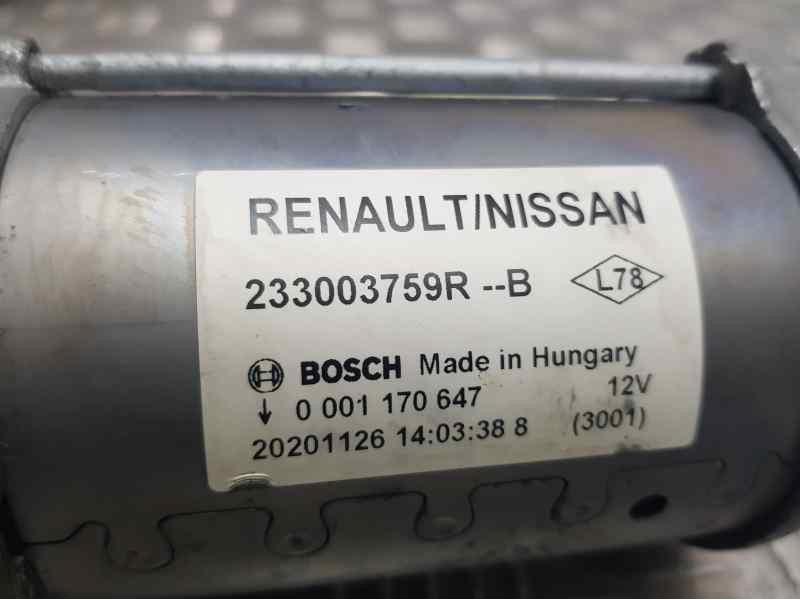 RENAULT/NISSAN
233003759R --B L78
BOSCH Made in Hungary
0 001 170 647 12V
20201126 14:03:38 8 (3001)